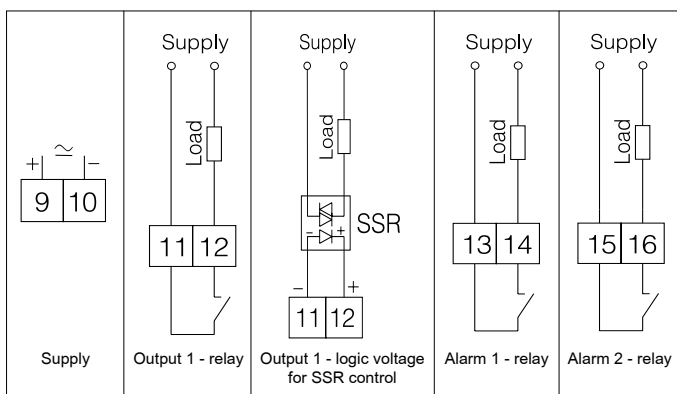 + ≃ −
9 10
Supply
Supply
Load
11 12
Output 1 - relay
Supply
Load
- +
SSR
− +
11 12
Output 1 - logic voltage
for SSR control
Supply
Load
13 14
Alarm 1 - relay
Supply
Load
15 16
Alarm 2 - relay